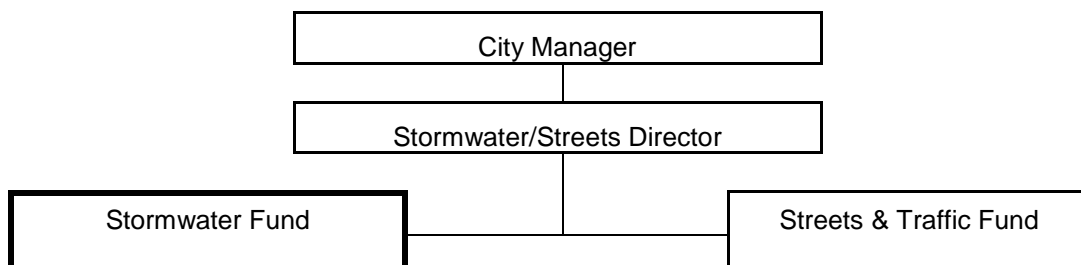 City Manager
Stormwater/Streets Director
Stormwater Fund
Streets & Traffic Fund